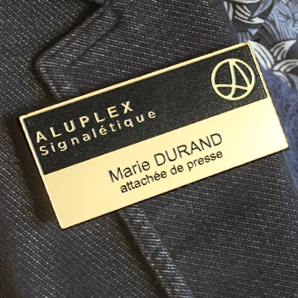 ALUPLEX
Signalétique
Marie DURAND
attachée de presse